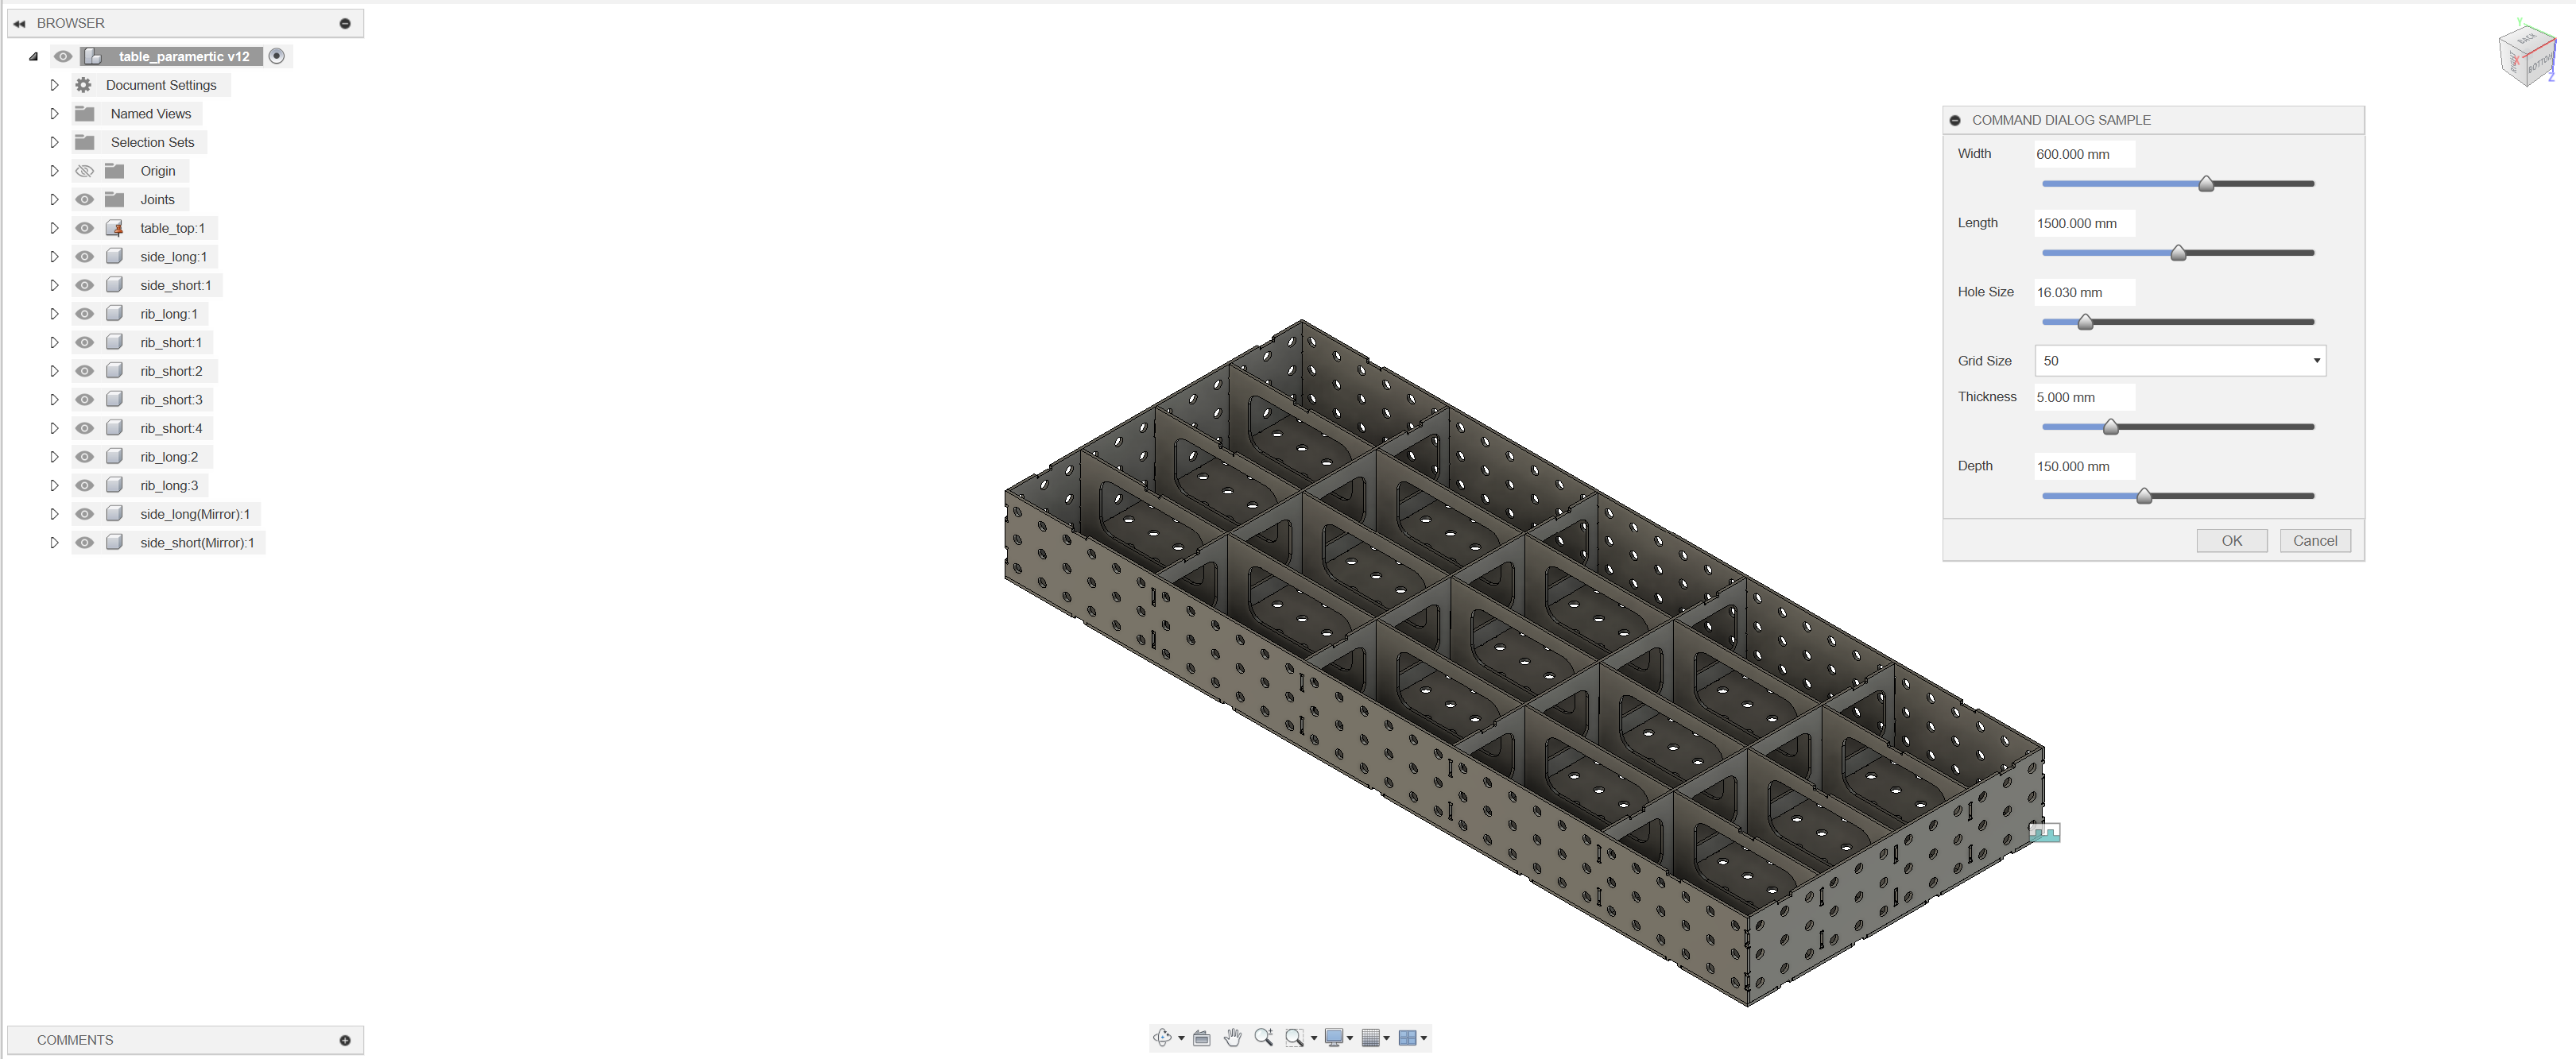 BROWSER
table_paramertic v12
Document Settings
Named Views
Selection Sets
Origin
Joints
table_top:1
side_long:1
side_short:1
rib_long:1
rib_short:1
rib_short:2
rib_short:3
rib_short:4
rib_long:2
rib_long:3
side_long(Mirror):1
side_short(Mirror):1
COMMENTS
Y
BACK
RIGHT
X
BOTTOM
Z
COMMAND DIALOG SAMPLE
Width 600.000 mm
Length 1500.000 mm
Hole Size 16.030 mm
Grid Size 50
Thickness 5.000 mm
Depth 150.000 mm
OK Cancel